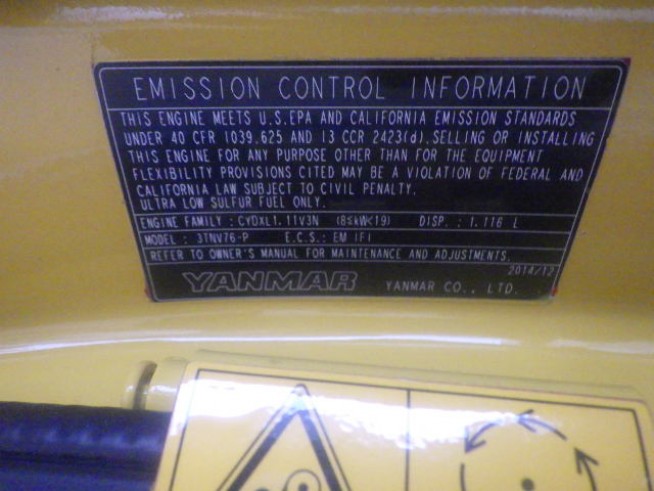 EMISSION CONTROL INFORMATION
THIS ENGINE MEETS U.S.EPA AND CALIFORNIA EMISSION STANDARDS
UNDER 40 CFR 1039.625 AND 13 CCR 2423(d). SELLING OR INSTALLING
THIS ENGINE FOR ANY PURPOSE OTHER THAN FOR THE EQUIPMENT
FLEXIBILITY PROVISIONS CITED MAY BE A VIOLATION OF FEDERAL AND
CALIFORNIA LAW SUBJECT TO CIVIL PENALTY.
ULTRA LOW SULFUR FUEL ONLY.
ENGINE FAMILY : CYDXL1.11V3N (8≤kW<19) DISP. : 1.116 L
MODEL : 3TNV76-P E.C.S.: EM IFI
REFER TO OWNER'S MANUAL FOR MAINTENANCE AND ADJUSTMENTS.
2014/12
YANMAR YANMAR CO., LTD.